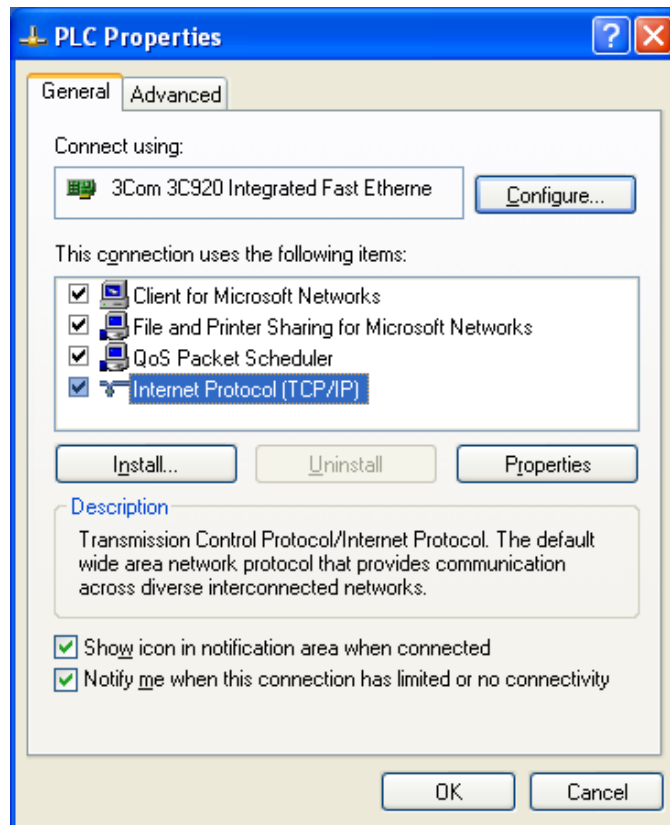 PLC Properties
General
Advanced
Connect using:
3Com 3C920 Integrated Fast Etherne
Configure...
This connection uses the following items:
Client for Microsoft Networks
File and Printer Sharing for Microsoft Networks
QoS Packet Scheduler
Internet Protocol (TCP/IP)
Install...
Uninstall
Properties
Description
Transmission Control Protocol/Internet Protocol. The default
wide area network protocol that provides communication
across diverse interconnected networks.
Show icon in notification area when connected
Notify me when this connection has limited or no connectivity
OK
Cancel